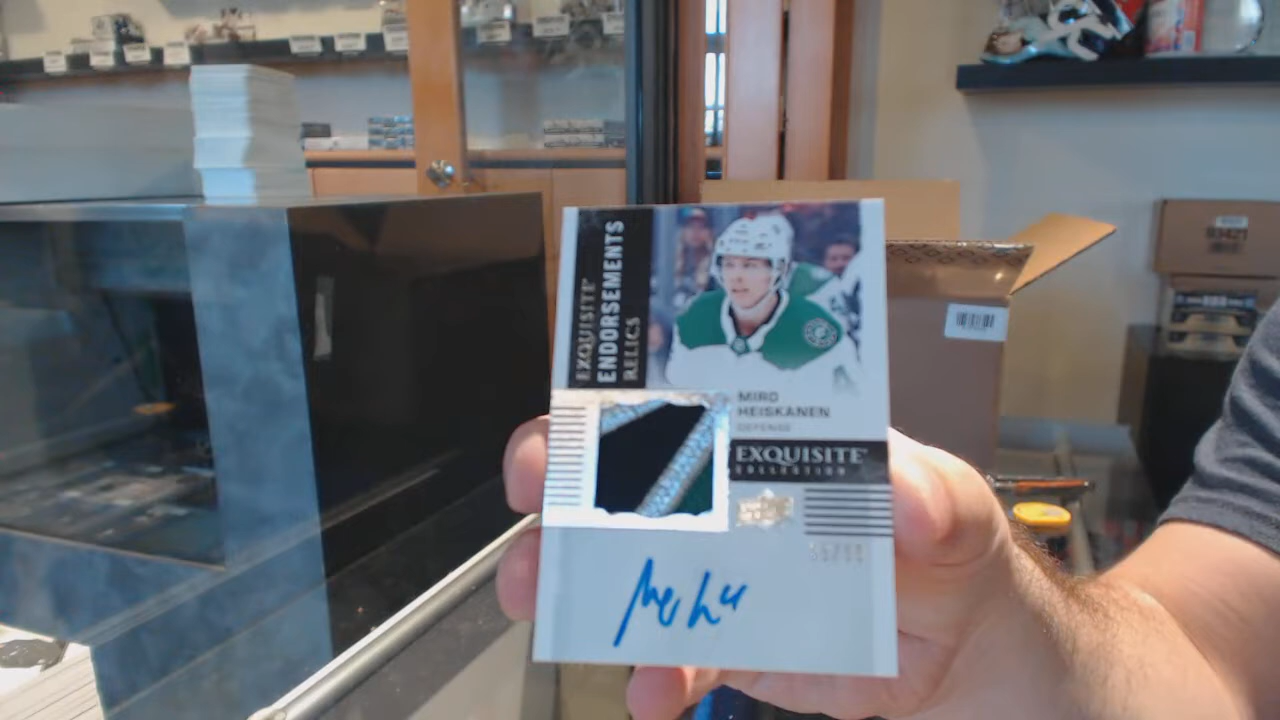 EXQUISITE
ENDORSEMENTS
RELICS
MIRO
HEISKANEN
DEFENSE
EXQUISITE
COLLECTION